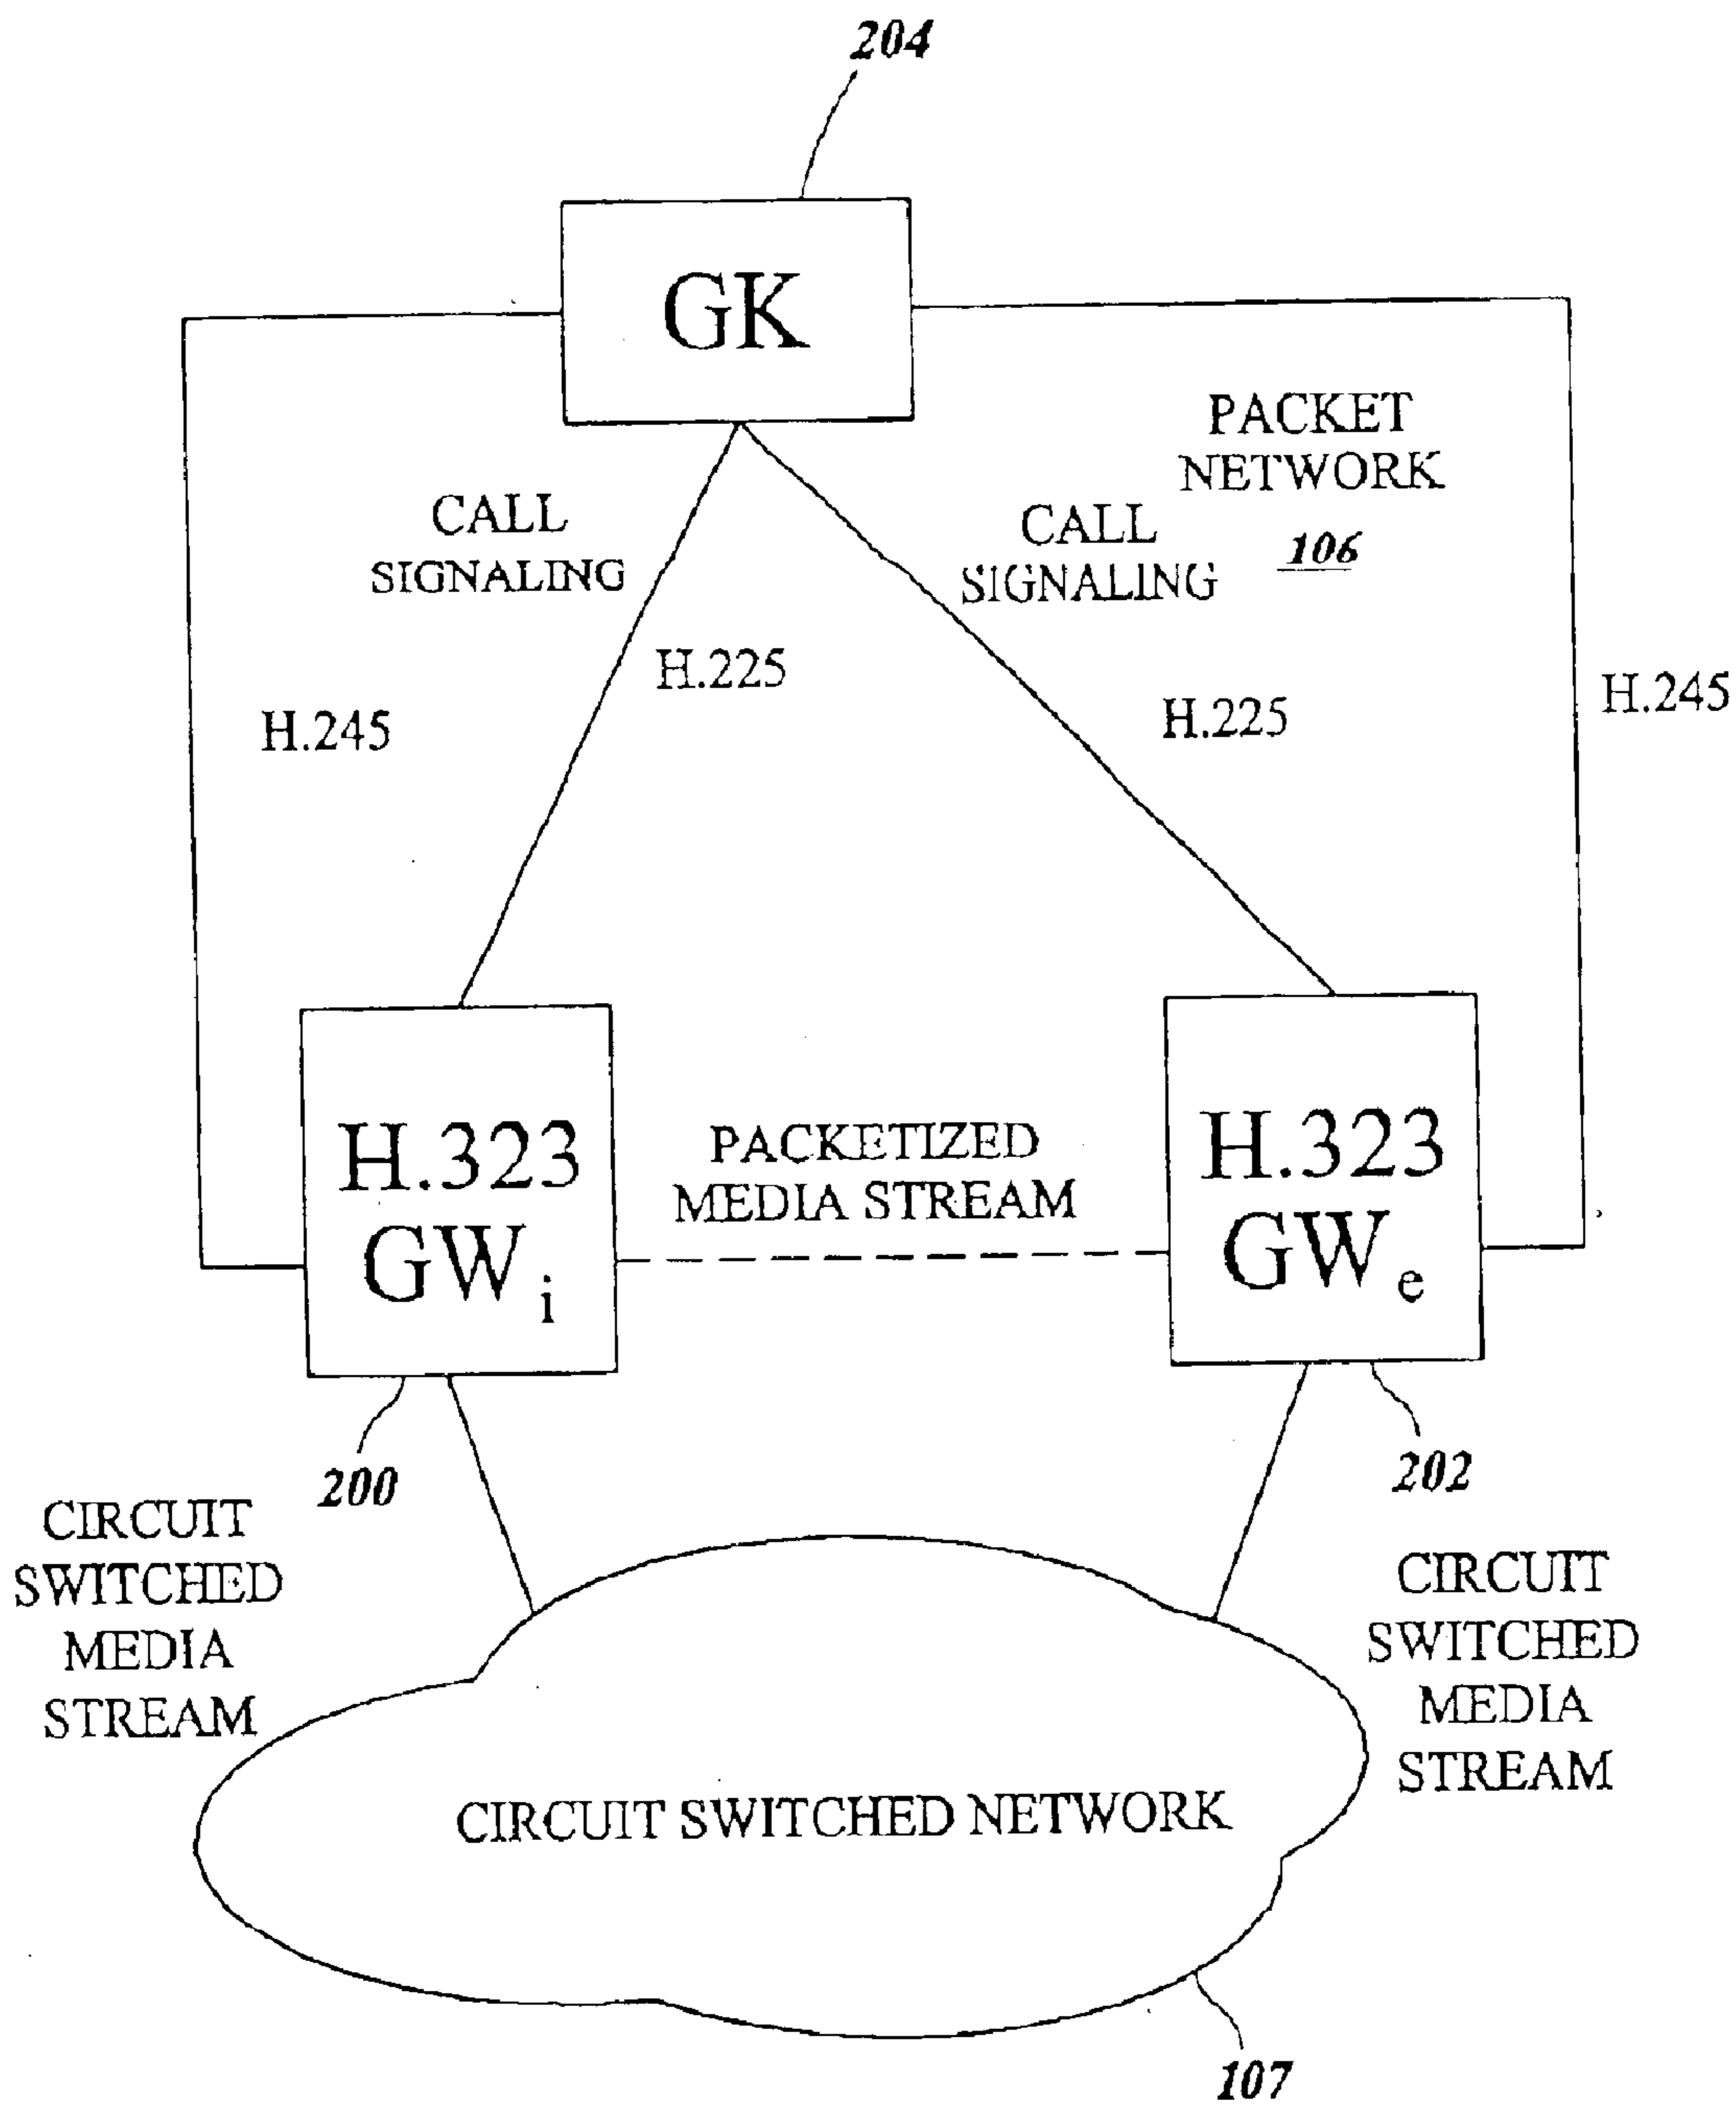 204
GK
PACKET
NETWORK
106
CALL
SIGNALING
CALL
SIGNALING
H.225
H.225
H.245
H.245
H.323
GWi
PACKETIZED
MEDIA STREAM
H.323
GWe
200
202
CIRCUIT
SWITCHED
MEDIA
STREAM
CIRCUIT
SWITCHED
MEDIA
STREAM
CIRCUIT SWITCHED NETWORK
107